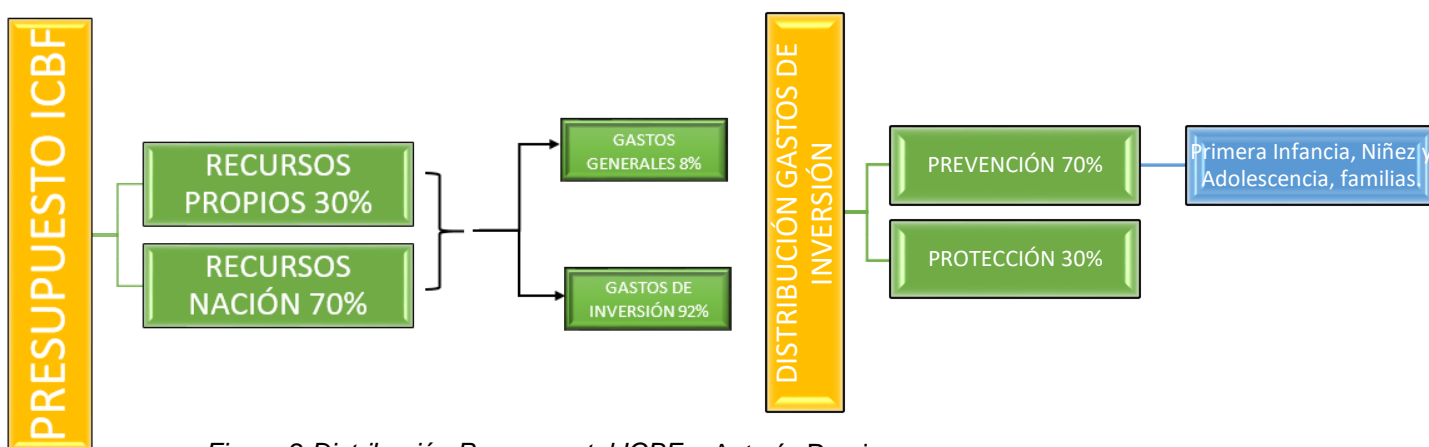 PRESUPUESTO ICBF
RECURSOS
PROPIOS 30%
RECURSOS
NACIÓN 70%
GASTOS
GENERALES 8%
GASTOS DE
INVERSIÓN 92%
DISTRIBUCIÓN GASTOS DE
INVERSIÓN
PREVENCIÓN 70%
Primera Infancia, Niñez y
Adolescencia, familias
PROTECCIÓN 30%